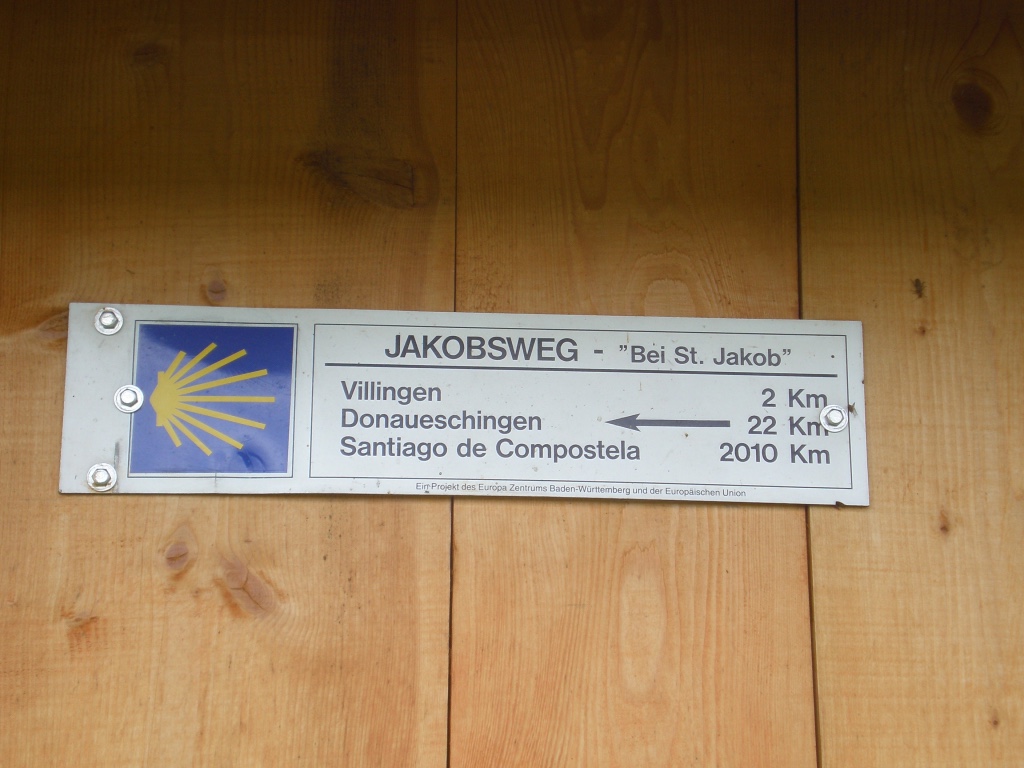 JAKOBSWEG - "Bei St. Jakob"
Villingen 2 Km
Donaueschingen 22 Km
Santiago de Compostela 2010 Km
Ein Projekt des Europa Zentrums Baden-Württemberg und der Europäischen Union